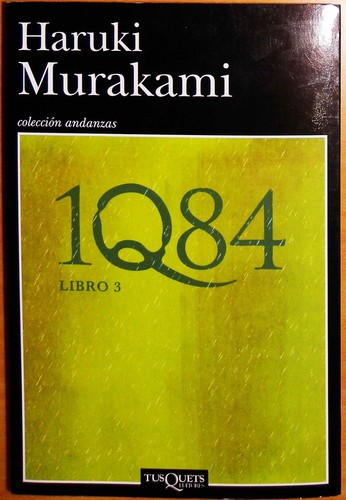 Haruki
Murakami
colección andanzas
1Q84
LIBRO 3
TUSQUETS
EDITORES